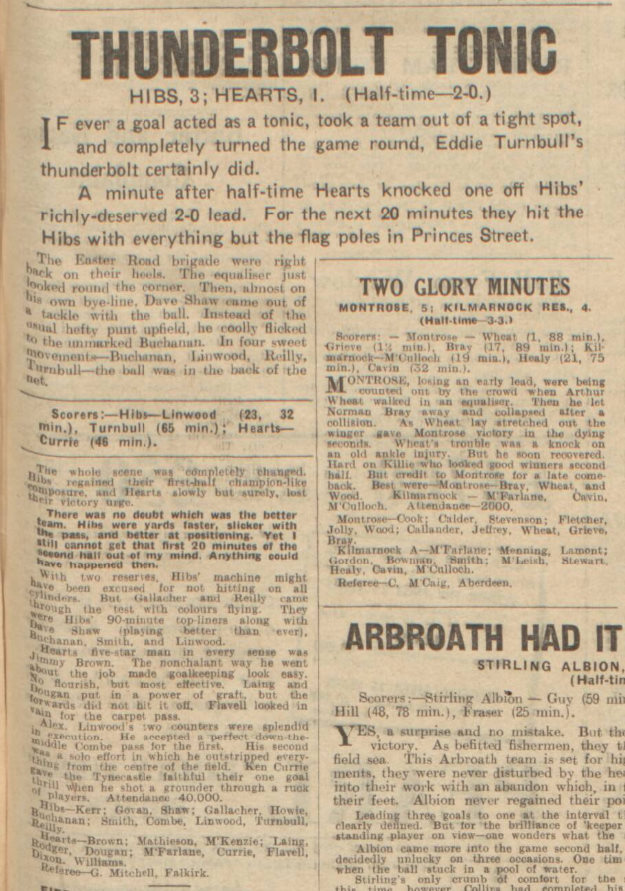 THUNDERBOLT TONIC
HIBS, 3; HEARTS, 1. (Half-time—2-0.)
IF ever a goal acted as a tonic, took a team out of a tight spot,
and completely turned the game round, Eddie Turnbull's
thunderbolt certainly did.
A minute after half-time Hearts knocked one off Hibs'
richly-deserved 2-0 lead. For the next 20 minutes they hit the
Hibs with everything but the flag poles in Princes Street.
The Easter Road brigade were right
back on their heels. The equaliser just
looked round the corner. Then, almost on
his own bye-line, Dave Shaw came out of
a tackle with the ball. Instead of the
usual hefty punt upfield, he coolly flicked
to the unmarked Buchanan. In four sweet
movements—Buchanan, Linwood, Reilly,
Turnbull—the ball was in the back of the
net.
Scorers:—Hibs—Linwood (23, 32
min.), Turnbull (65 min.); Hearts—
Currie (46 min.).
The whole scene was completely changed.
Hibs regained their first-half champion-like
composure, and Hearts slowly but surely, lost
their victory urge.
There was no doubt which was the better
team. Hibs were yards faster, slicker with
the pass, and better at positioning. Yet I
still cannot get that first 20 minutes of the
second half out of my mind. Anything could
have happened then.
With two reserves, Hibs' machine might
have been excused for not hitting on all
cylinders. But Gallacher and Reilly came
through the test with colours flying. They
were Hibs' 90-minute top-liners along with
Dave Shaw (playing better than ever),
Buchanan, Smith, and Linwood.
Hearts five-star man in every sense was
Jimmy Brown. The nonchalant way he went
about the job made goalkeeping look easy.
No flourish, but most effective. Laing and
Dougan put in a power of graft, but the
forwards did not hit it off. Flavell looked in
vain for the carpet pass.
Alex. Linwood's two counters were splendid
in execution. He accepted a perfect down-the-
middle Combe pass for the first. His second
was a solo effort in which he outstripped every-
thing from the centre of the field. Ken Currie
gave the Tynecastle faithful their one goal
thrill when he shot a grounder through a ruck
of players. Attendance 40,000.
Hibs—Kerr; Govan, Shaw; Gallacher, Howie,
Buchanan; Smith, Combe, Linwood, Turnbull,
Reilly.
Hearts—Brown; Mathieson, M'Kenzie; Laing,
Rodger, Dougan; M'Farlane, Currie, Flavell,
Dixon, Williams.
Referee—G. Mitchell, Falkirk.
TWO GLORY MINUTES
MONTROSE, 5; KILMARNOCK RES., 4.
(Half-time—3-3.)
Scorers: — Montrose — Wheat (1, 88 min.),
Grieve (12 min.), Bray (17, 89 min.); Kil-
marnock—M'Culloch (19 min.), Healy (21, 75
min.), Cavin (32 min.).
MONTROSE, losing an early lead, were being
counted out by the crowd when Arthur
Wheat walked in an equaliser. Then he let
Norman Bray away and collapsed after a
collision. As Wheat lay stretched out the
winger gave Montrose victory in the dying
seconds. Wheat's trouble was a knock on
an old ankle injury. But he soon recovered.
Hard on Killie who looked good winners second
half. But credit to Montrose for a late come-
back. Best were—Montrose—Bray, Wheat, and
Wood. Kilmarnock — M'Farlane, Cavin,
M'Culloch. Attendance—2000.
Montrose—Cook; Calder, Stevenson; Fletcher,
Jolly, Wood; Callander, Jeffrey, Wheat, Grieve,
Bray.
Kilmarnock A—M'Farlane; Menning, Lamont;
Gordon, Bowman, Smith; M'Leish, Stewart,
Healy, Cavin, M'Culloch.
Referee—C. M'Caig, Aberdeen.
ARBROATH HAD IT
STIRLING ALBION,
(Half-tim
Scorers:—Stirling Albion — Guy (59 mi
Hill (48, 78 min.), Fraser (25 min.).
YES, a surprise and no mistake. But the
victory. As befitted fishermen, they t
field sea. This Arbroath team is set for hi
ments, they were never disturbed by the he
into their work with an abandon which, in
their feet. Albion never regained their poi
Leading three goals to one at the interval t
clearly defined. But for the brilliance of 'keeper
standing player on view—one wonders what the
Albion came more into the game second half,
decidedly unlucky on three occasions. One tim
when the ball stuck in a pool of water.
Stirling's only crumb of comfort for the
this time, however Collins had completed his